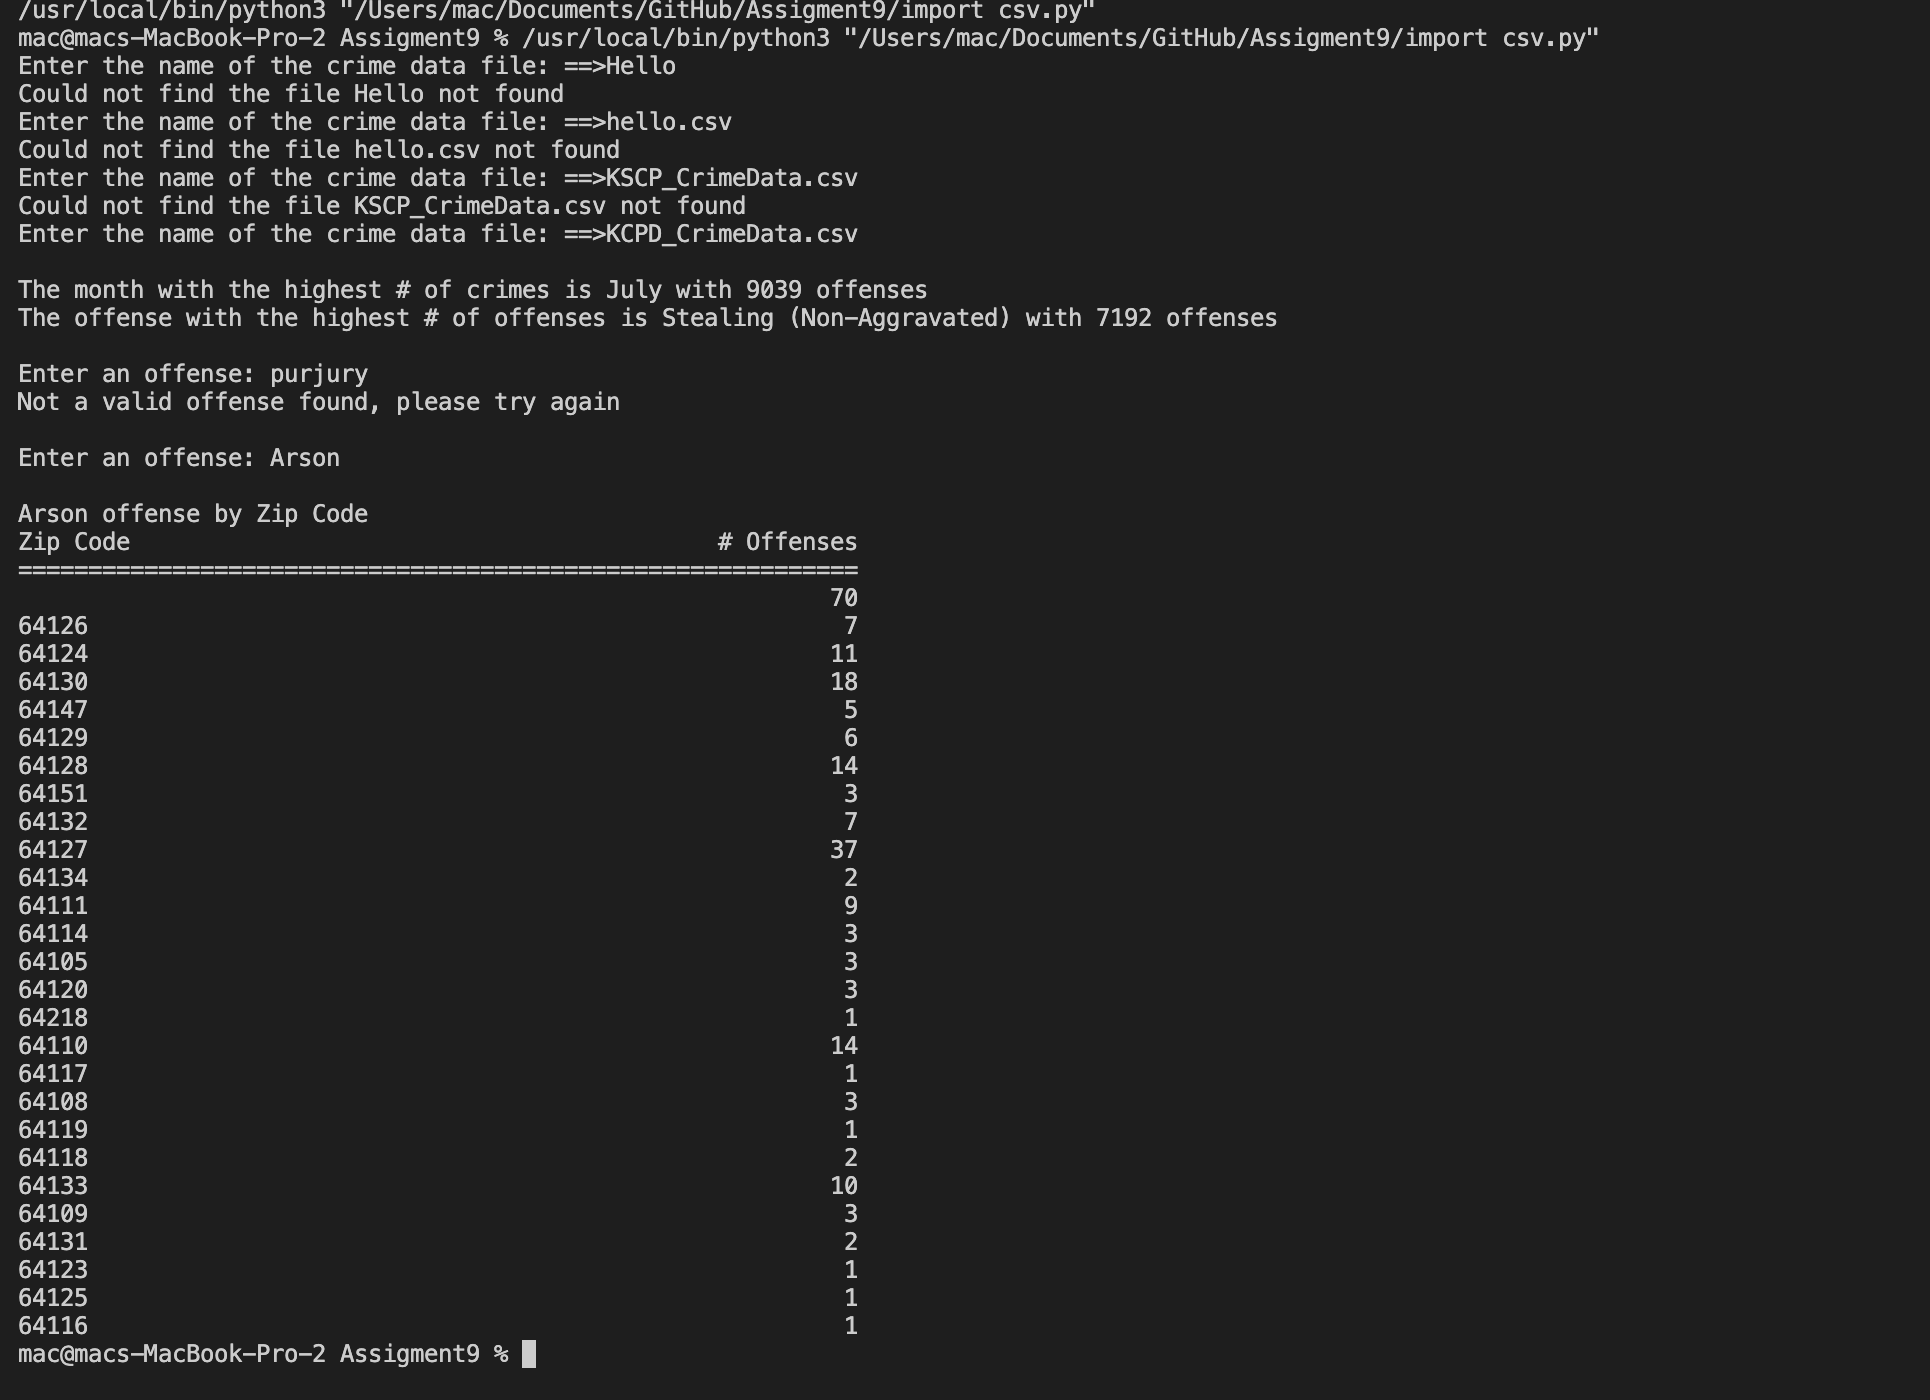 /usr/local/bin/python3 "/Users/mac/Documents/GitHub/Assigment9/import csv.py"
mac@macs-MacBook-Pro-2 Assigment9 % /usr/local/bin/python3 "/Users/mac/Documents/GitHub/Assigment9/import csv.py"
Enter the name of the crime data file: ==>Hello
Could not find the file Hello not found
Enter the name of the crime data file: ==>hello.csv
Could not find the file hello.csv not found
Enter the name of the crime data file: ==>KSCP_CrimeData.csv
Could not find the file KSCP_CrimeData.csv not found
Enter the name of the crime data file: ==>KCPD_CrimeData.csv
The month with the highest # of crimes is July with 9039 offenses
The offense with the highest # of offenses is Stealing (Non-Aggravated) with 7192 offenses
Enter an offense: purjury
Not a valid offense found, please try again
Enter an offense: Arson
Arson offense by Zip Code
Zip Code # Offenses
============================================================
70
64126 7
64124 11
64130 18
64147 5
64129 6
64128 14
64151 3
64132 7
64127 37
64134 2
64111 9
64114 3
64105 3
64120 3
64218 1
64110 14
64117 1
64108 3
64119 1
64118 2
64133 10
64109 3
64131 2
64123 1
64125 1
64116 1
mac@macs-MacBook-Pro-2 Assigment9 %